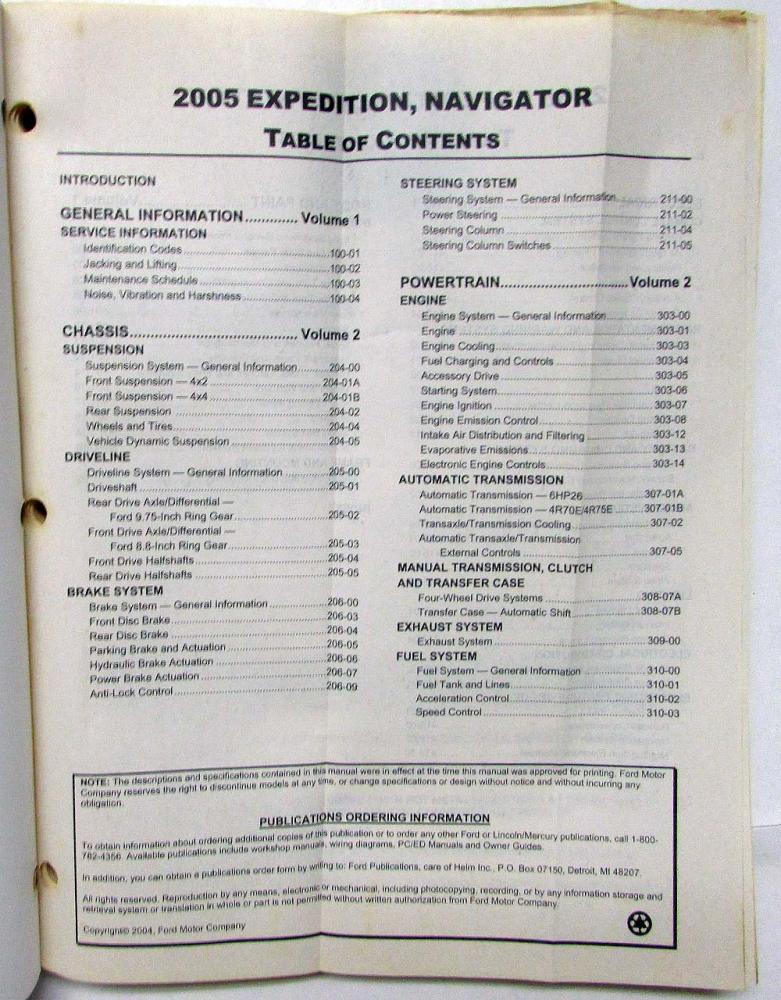 2005 EXPEDITION, NAVIGATOR
TABLE OF CONTENTS
INTRODUCTION
GENERAL INFORMATION............. Volume 1
SERVICE INFORMATION
Identification Codes 100-01
Jacking and Lifting 100-02
Maintenance Schedule 100-03
Noise, Vibration and Harshness 100-04
CHASSIS........................................ Volume 2
SUSPENSION
Suspension System — General Information 204-00
Front Suspension — 4x2 204-01A
Front Suspension — 4x4 204-01B
Rear Suspension 204-02
Wheels and Tires 204-04
Vehicle Dynamic Suspension 204-05
DRIVELINE
Driveline System — General Information 205-00
Driveshaft 205-01
Rear Drive Axle/Differential —
Ford 9.75-Inch Ring Gear 205-02
Front Drive Axle/Differential —
Ford 8.8-Inch Ring Gear 205-03
Front Drive Halfshafts 205-04
Rear Drive Halfshafts 205-05
BRAKE SYSTEM
Brake System — General Information 206-00
Front Disc Brake 206-03
Rear Disc Brake 206-04
Parking Brake and Actuation 206-05
Hydraulic Brake Actuation 206-06
Power Brake Actuation 206-07
Anti-Lock Control 206-09
STEERING SYSTEM
Steering System — General Information 211-00
Power Steering 211-02
Steering Column 211-04
Steering Column Switches 211-05
POWERTRAIN.............................. Volume 2
ENGINE
Engine System — General Information 303-00
Engine 303-01
Engine Cooling 303-03
Fuel Charging and Controls 303-04
Accessory Drive 303-05
Starting System 303-06
Engine Ignition 303-07
Engine Emission Control 303-08
Intake Air Distribution and Filtering 303-12
Evaporative Emissions 303-13
Electronic Engine Controls 303-14
AUTOMATIC TRANSMISSION
Automatic Transmission — 6HP26 307-01A
Automatic Transmission — 4R70E/4R75E 307-01B
Transaxle/Transmission Cooling 307-02
Automatic Transaxle/Transmission
External Controls 307-05
MANUAL TRANSMISSION, CLUTCH
AND TRANSFER CASE
Four-Wheel Drive Systems 308-07A
Transfer Case — Automatic Shift 308-07B
EXHAUST SYSTEM
Exhaust System 309-00
FUEL SYSTEM
Fuel System — General Information 310-00
Fuel Tank and Lines 310-01
Acceleration Control 310-02
Speed Control 310-03
NOTE: The descriptions and specifications contained in this manual were in effect at the time this manual was approved for printing. Ford Motor
Company reserves the right to discontinue models at any time, or change specifications or design without notice and without incurring any
obligation.
PUBLICATIONS ORDERING INFORMATION
To obtain information about ordering additional copies of this publication or to order any other Ford or Lincoln/Mercury publications, call 1-800-
782-4356. Available publications include workshop manuals, wiring diagrams, PC/ED Manuals and Owner Guides.
In addition, you can obtain a publications order form by writing to: Ford Publications, care of Helm Inc., P.O. Box 07150, Detroit, MI 48207.
All rights reserved. Reproduction by any means, electronic or mechanical, including photocopying, recording, or by any information storage and
retrieval system or translation in whole or part is not permitted without written authorization from Ford Motor Company.
Copyright© 2004, Ford Motor Company